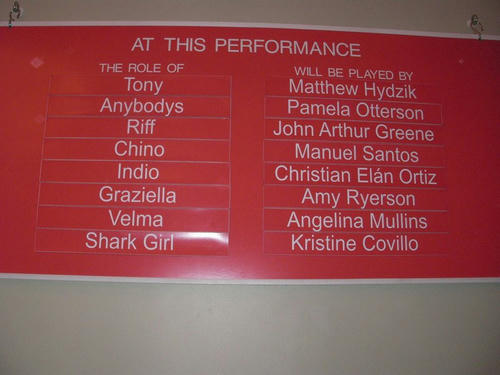 AT THIS PERFORMANCE
THE ROLE OF WILL BE PLAYED BY
Tony Matthew Hydzik
Anybodys Pamela Otterson
Riff John Arthur Greene
Chino Manuel Santos
Indio Christian Elán Ortiz
Graziella Amy Ryerson
Velma Angelina Mullins
Shark Girl Kristine Covillo